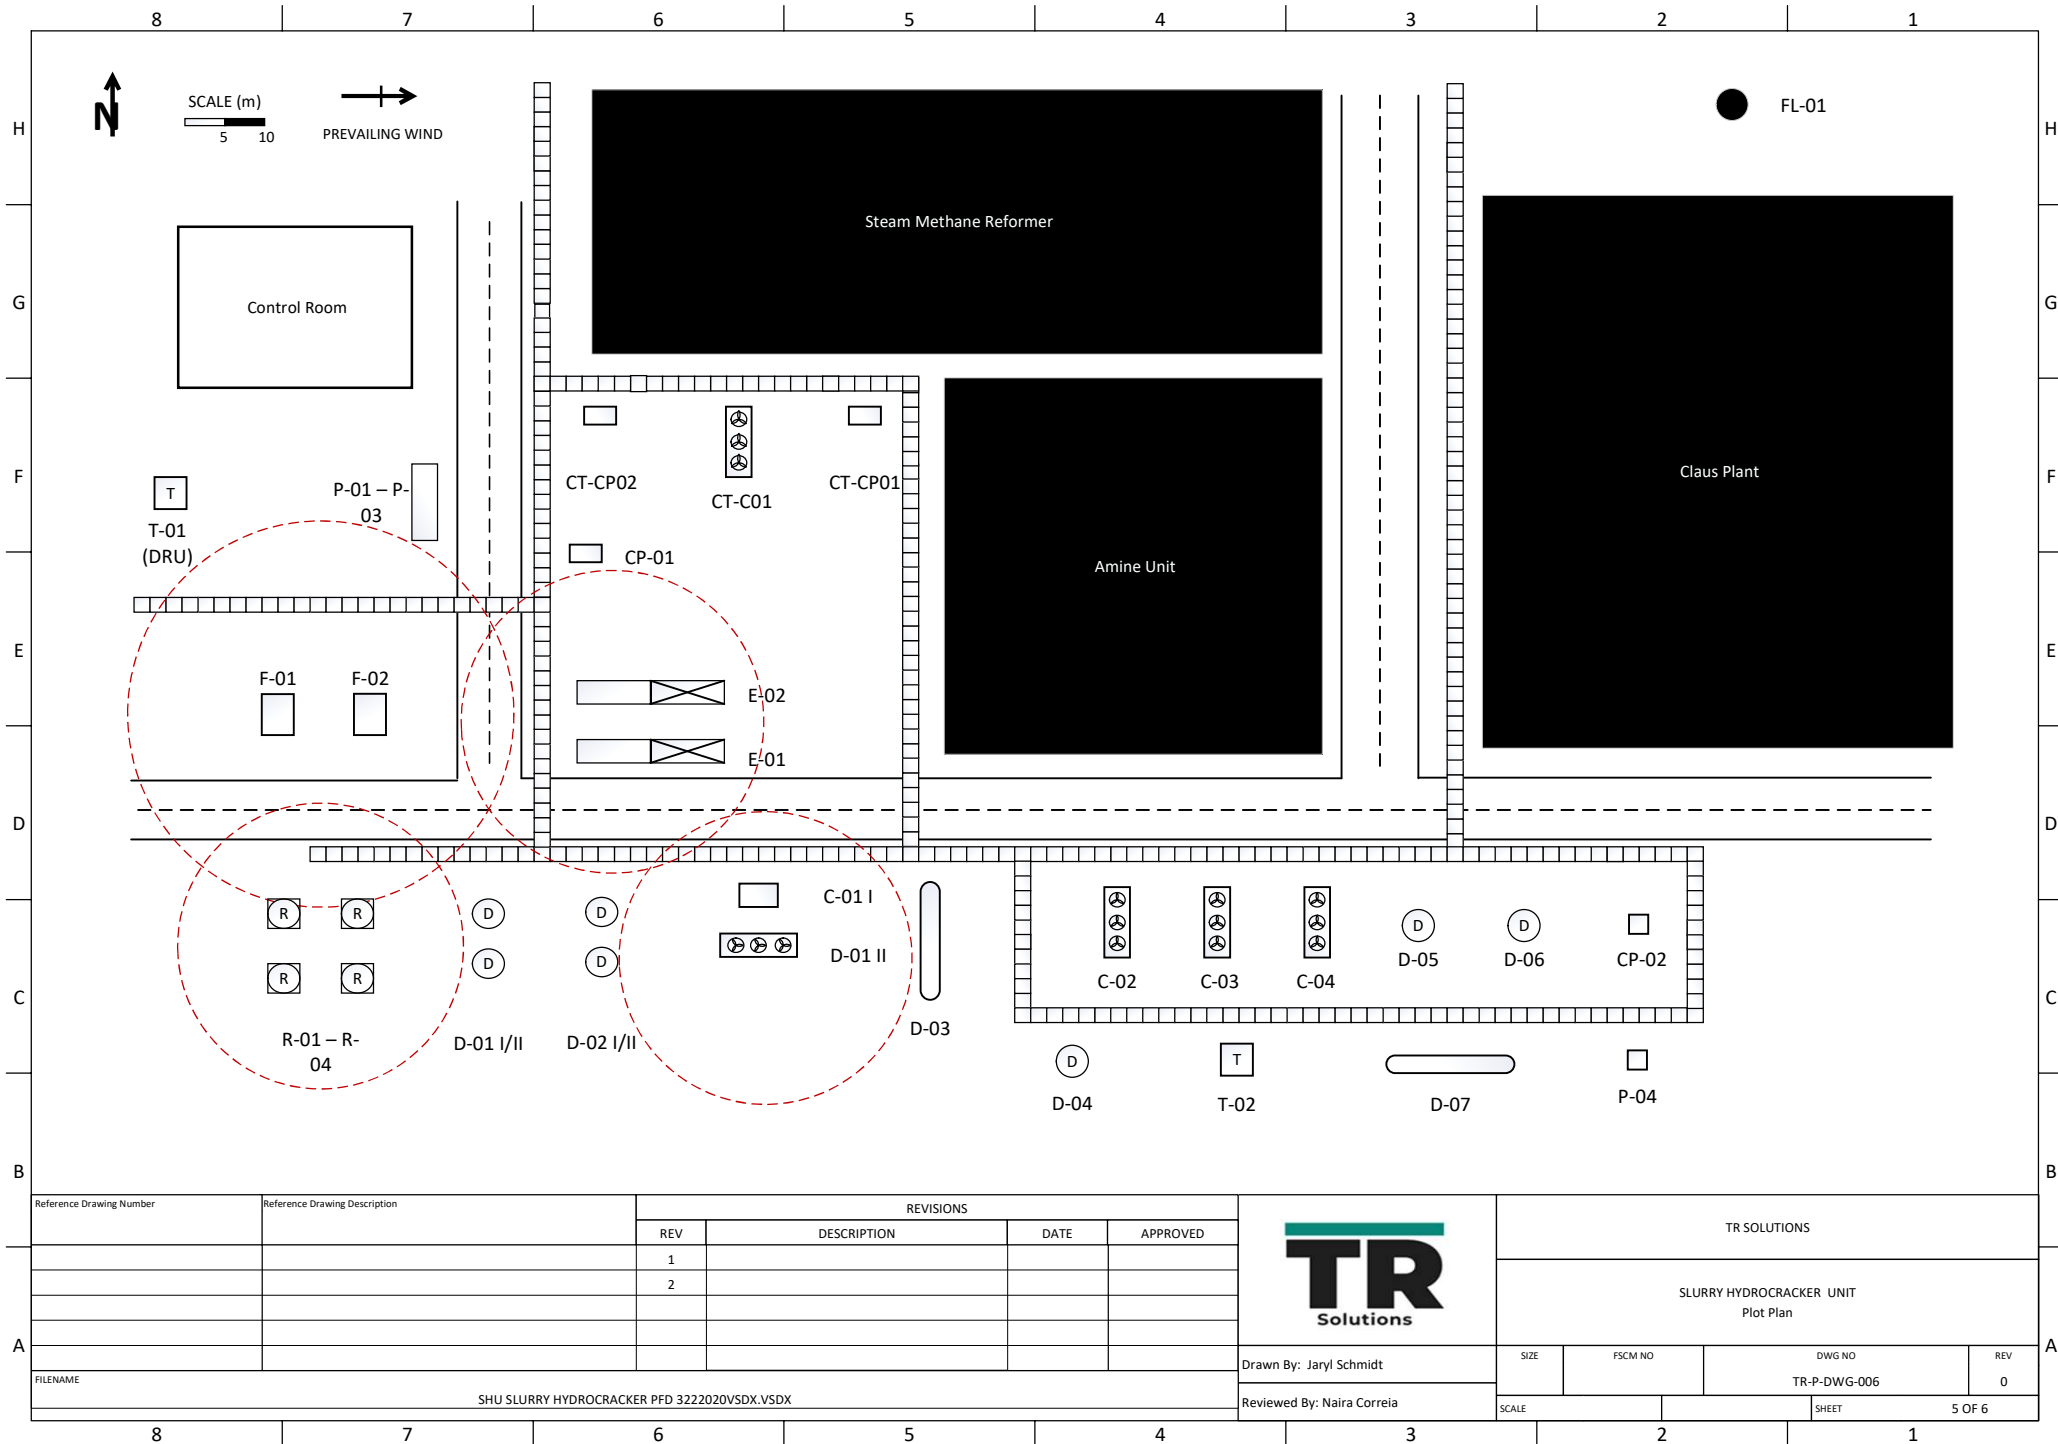 8 7 6 5 4 3 2 1
N
SCALE (m)
5 10
PREVAILING WIND
FL-01
H H
Steam Methane Reformer
Control Room
G G
CT-CP02
CT-C01
CT-CP01
Claus Plant
F F
T
T-01
(DRU)
P-01 – P-
03
CP-01
Amine Unit
E E
F-01
F-02
E-02
E-01
D D
R R
R R
R-01 – R-
04
D D
D D
D-01 I/II
D-02 I/II
C-01 I
D-01 II
D-03
C-02
C-03
C-04
D
D-05
D
D-06
CP-02
C C
D
D-04
T
T-02
D-07
P-04
B B
Reference Drawing Number
Reference Drawing Description
REVISIONS
REV DESCRIPTION DATE APPROVED
1
2
TR
Solutions
TR SOLUTIONS
SLURRY HYDROCRACKER UNIT
Plot Plan
A A
Drawn By: Jaryl Schmidt
Reviewed By: Naira Correia
SIZE FSCM NO DWG NO REV
TR-P-DWG-006 0
SCALE SHEET 5 OF 6
FILENAME
SHU SLURRY HYDROCRACKER PFD 3222020VSDX.VSDX
8 7 6 5 4 3 2 1